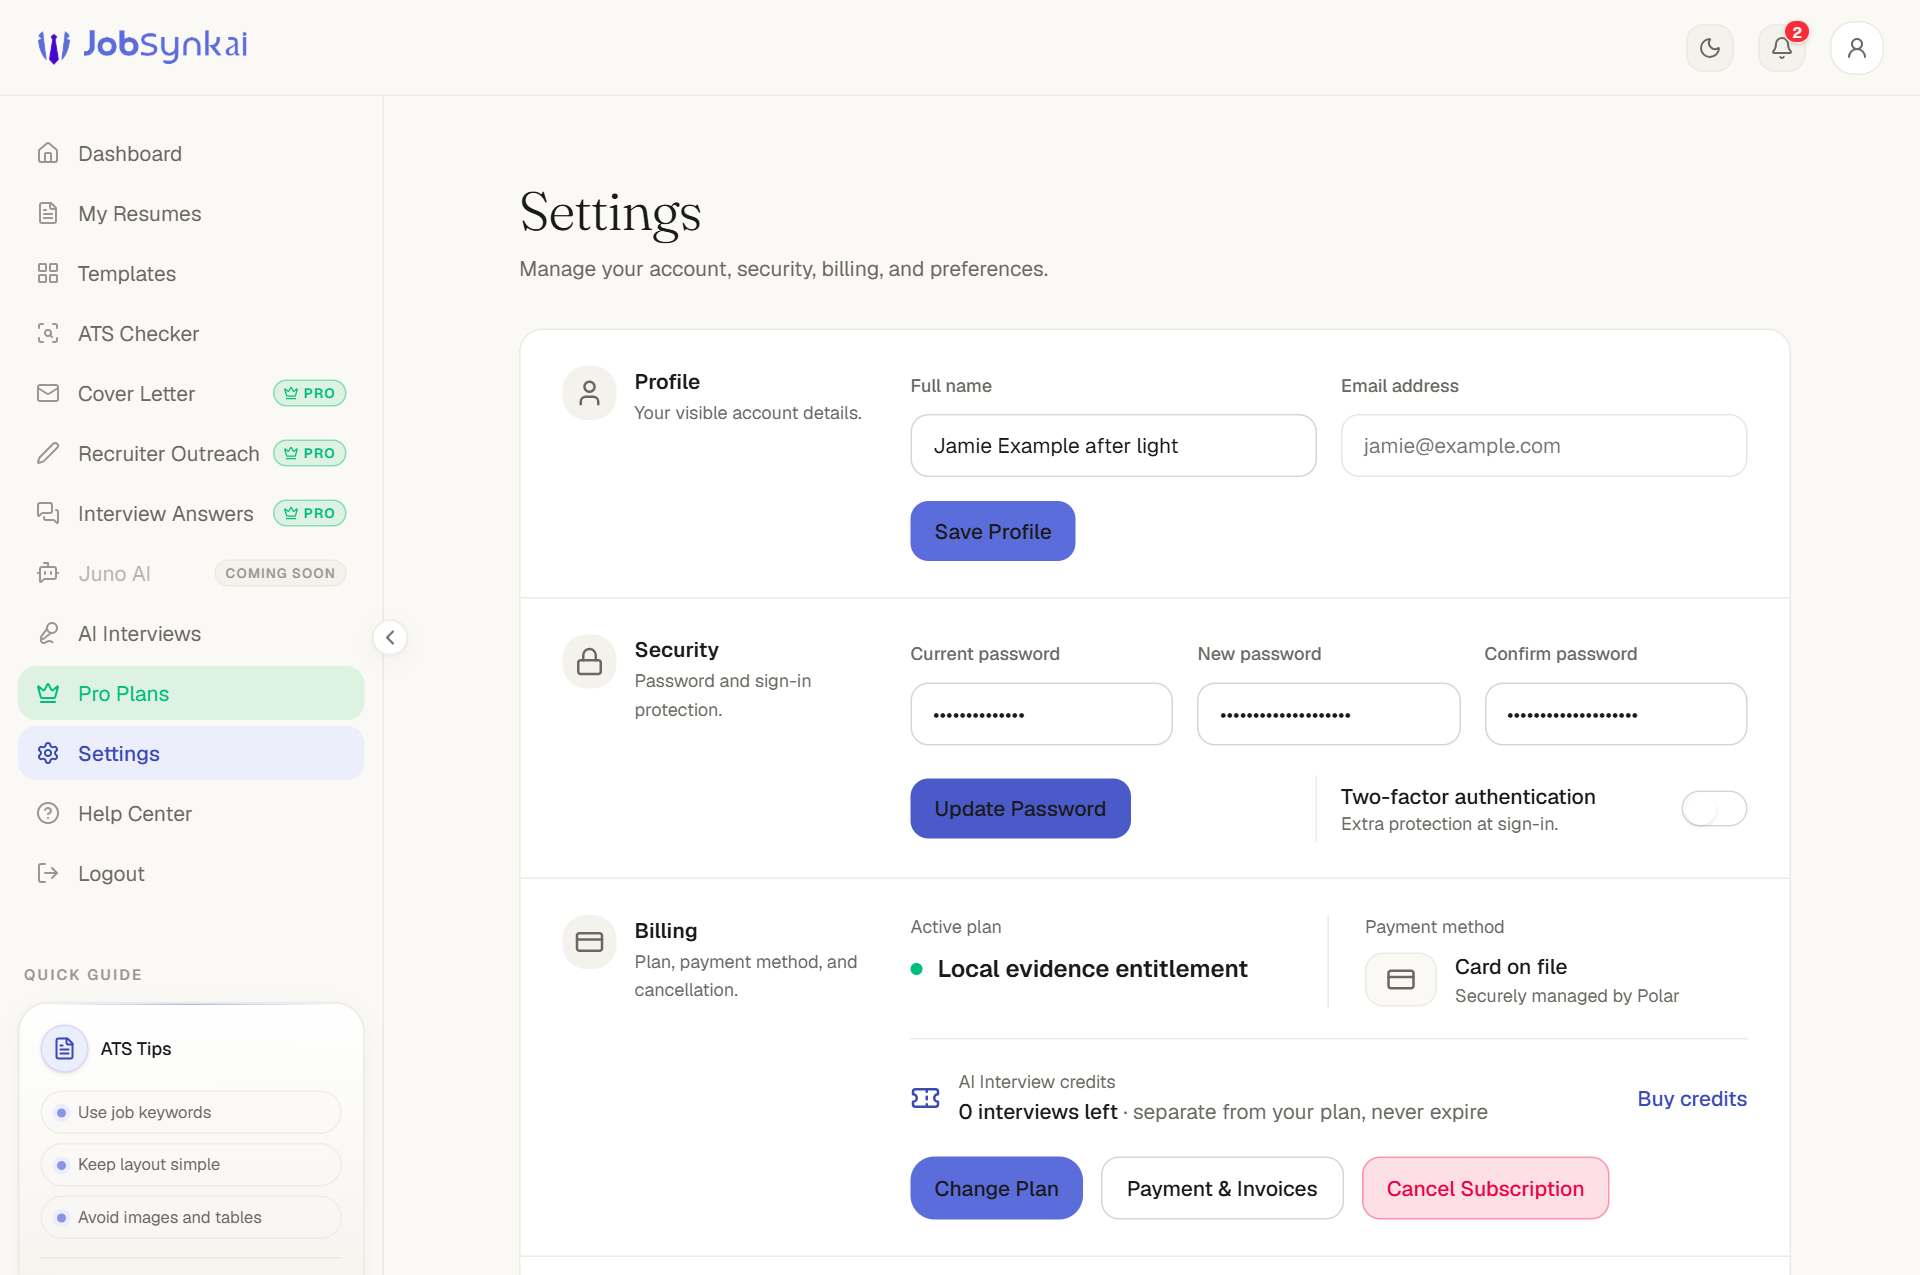 JobSynkai
2
Dashboard
My Resumes
Templates
ATS Checker
Cover Letter
PRO
Recruiter Outreach
PRO
Interview Answers
PRO
Juno AI
COMING SOON
AI Interviews
Pro Plans
Settings
Help Center
Logout
QUICK GUIDE
ATS Tips
Use job keywords
Keep layout simple
Avoid images and tables
Settings
Manage your account, security, billing, and preferences.
Profile
Your visible account details.
Full name
Jamie Example after light
Email address
jamie@example.com
Save Profile
Security
Password and sign-in
protection.
Current password
••••••••••••••
New password
••••••••••••••••••••
Confirm password
••••••••••••••••••••
Update Password
Two-factor authentication
Extra protection at sign-in.
Billing
Plan, payment method, and
cancellation.
Active plan
Local evidence entitlement
Payment method
Card on file
Securely managed by Polar
AI Interview credits
0 interviews left · separate from your plan, never expire
Buy credits
Change Plan
Payment & Invoices
Cancel Subscription